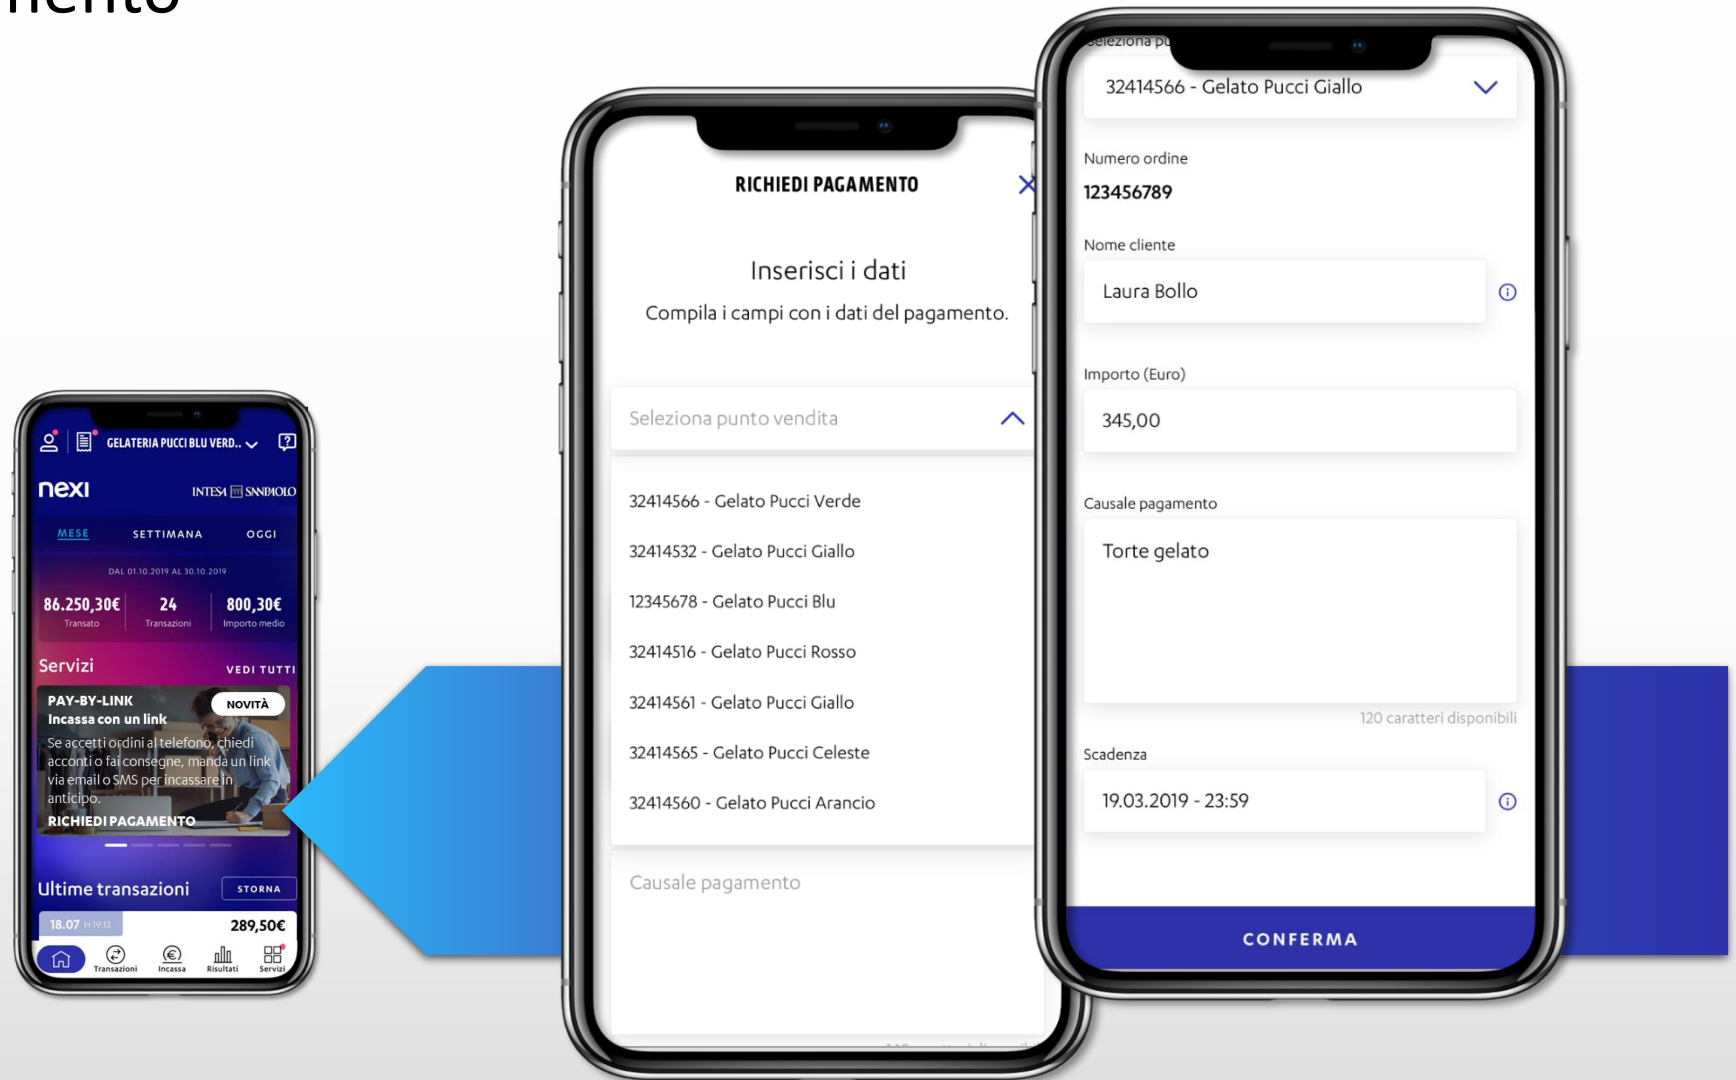 GELATERIA PUCCI BLU VERD..
nexi
INTESA SANPAOLO
MESE SETTIMANA OGGI
DAL 01.10.2019 AL 30.10.2019
86.250,30€ 24 800,30€
Transato Transazioni Importo medio
Servizi VEDI TUTTI
PAY-BY-LINK NOVITÀ
Incassa con un link
Se accetti ordini al telefono, chiedi
acconti o fai consegne, manda un link
via email o SMS per incassare in
anticipo.
RICHIEDI PAGAMENTO
Ultime transazioni STORNA
18.07 H 19:13 289,50€
Transazioni Incassa Risultati Servizi
RICHIEDI PAGAMENTO
Inserisci i dati
Compila i campi con i dati del pagamento.
Seleziona punto vendita
32414566 - Gelato Pucci Verde
32414532 - Gelato Pucci Giallo
12345678 - Gelato Pucci Blu
32414516 - Gelato Pucci Rosso
32414561 - Gelato Pucci Giallo
32414565 - Gelato Pucci Celeste
32414560 - Gelato Pucci Arancio
Causale pagamento
Seleziona
32414566 - Gelato Pucci Giallo
Numero ordine
123456789
Nome cliente
Laura Bollo
Importo (Euro)
345,00
Causale pagamento
Torte gelato
120 caratteri disponibili
Scadenza
19.03.2019 - 23:59
CONFERMA